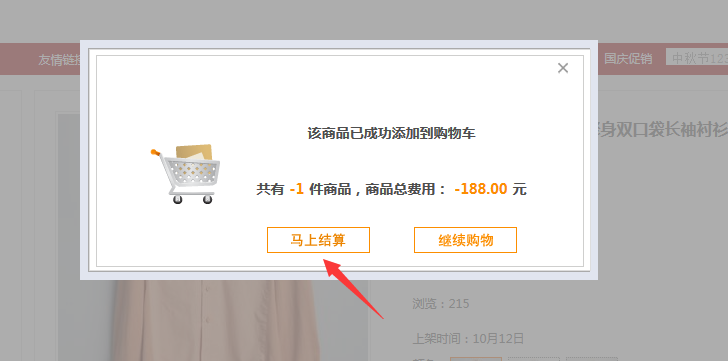 友情链接
国庆促销
中秋节123
该商品已成功添加到购物车
身双口袋长袖衬衫
共有 -1 件商品，商品总费用： -188.00 元
马上结算
继续购物
浏览：215
上架时间：10月12日